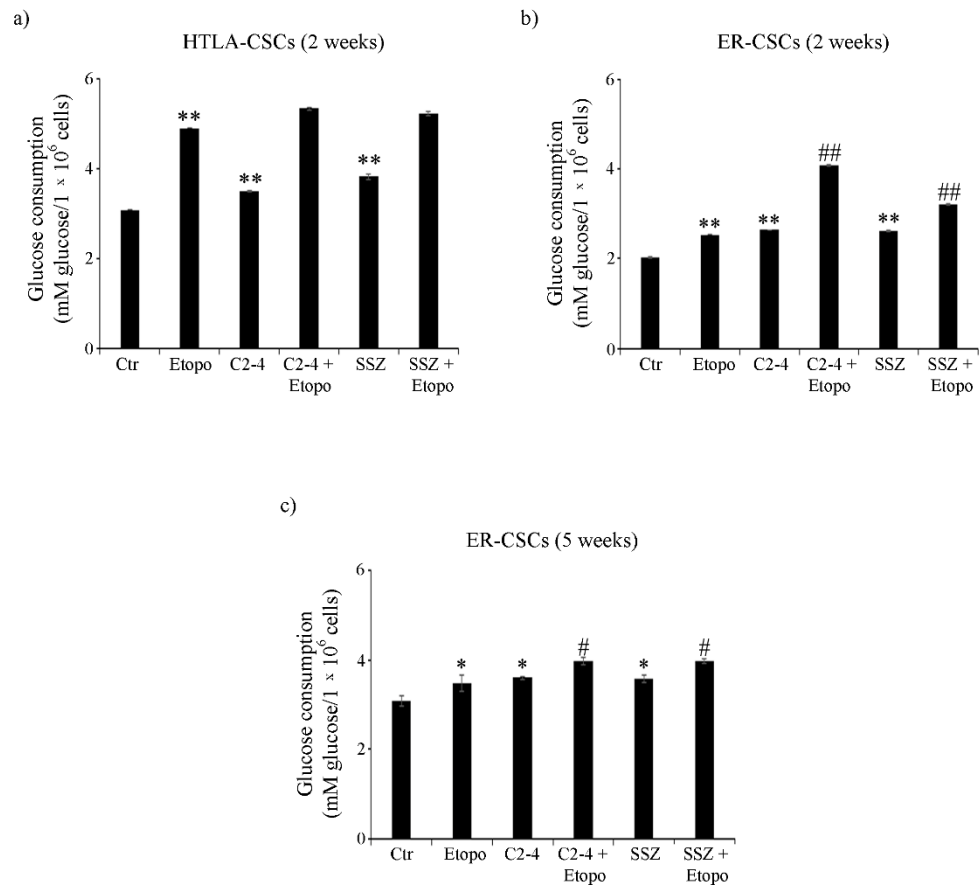 a)
HTLA-CSCs (2 weeks)
Glucose consumption
(mM glucose/1 × 10⁶ cells)
6
4
2
0
**
**
**
Ctr Etopo C2-4 C2-4 + SSZ SSZ +
Etopo Etopo
b)
ER-CSCs (2 weeks)
Glucose consumption
(mM glucose/1 × 10⁶ cells)
6
4
2
0
** ** ## ** ##
Ctr Etopo C2-4 C2-4 + SSZ SSZ +
Etopo Etopo
c)
ER-CSCs (5 weeks)
Glucose consumption
(mM glucose/1 × 10⁶ cells)
6
4
2
0
* * # * #
Ctr Etopo C2-4 C2-4 + SSZ SSZ +
Etopo Etopo